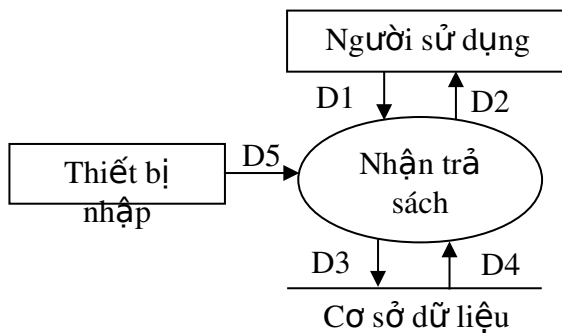 Người sử dụng
D1
D2
Thiết bị
nhập
D5
Nhận trả
sách
D3
D4
Cơ sở dữ liệu